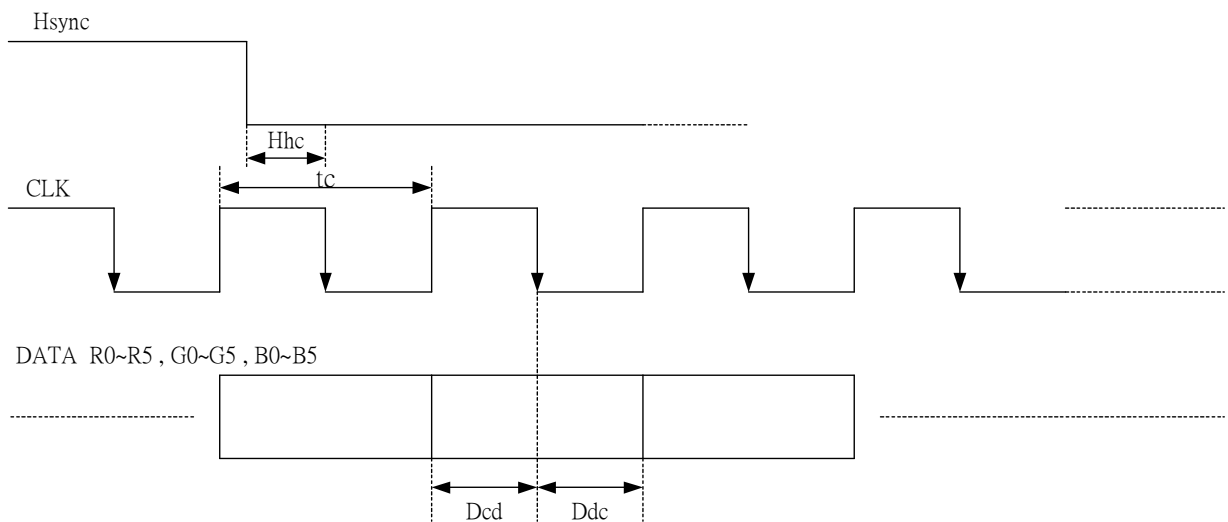 Hsync
Hhc
tc
CLK
DATA R0~R5 , G0~G5 , B0~B5
Dcd Ddc